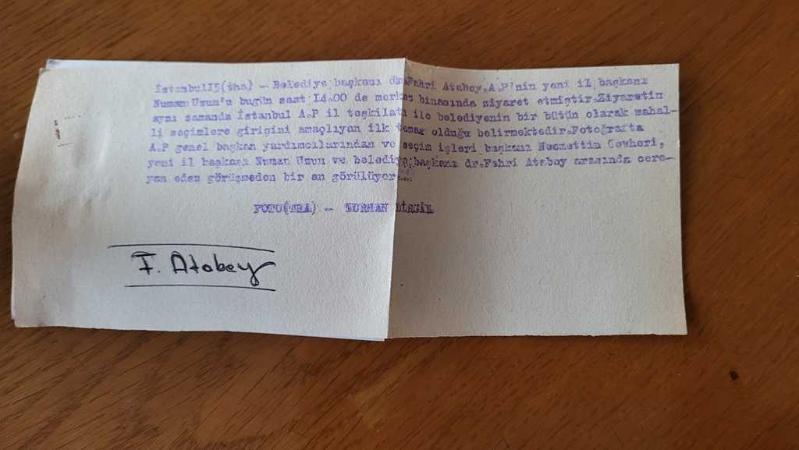 İstanbul15(tha) - Belediye başkanı dr.Fahri Atabey,A.P'nin yeni il başkanı
Numan Uzun'u bugün saat 14.00 de merkez binasında ziyaret etmiştir.Ziyaretin
aynı zamanda İstanbul A.P il teşkilatı ile belediyenin bir bütün olarak mahal-
li seçimlere girişini amaçlıyan ilk temas olduğu belirmektedir.Fotoğrafta
A.P genel başkan yardımcılarından ve seçim işleri başkanı Necmettin Cevheri,
yeni il başkanı Numan Uzun ve belediye başkanı dr.Fahri Atabey arasında cere-
yan eden görüşmeden bir an görülüyor
FOTO(THA) -
F. Atabey